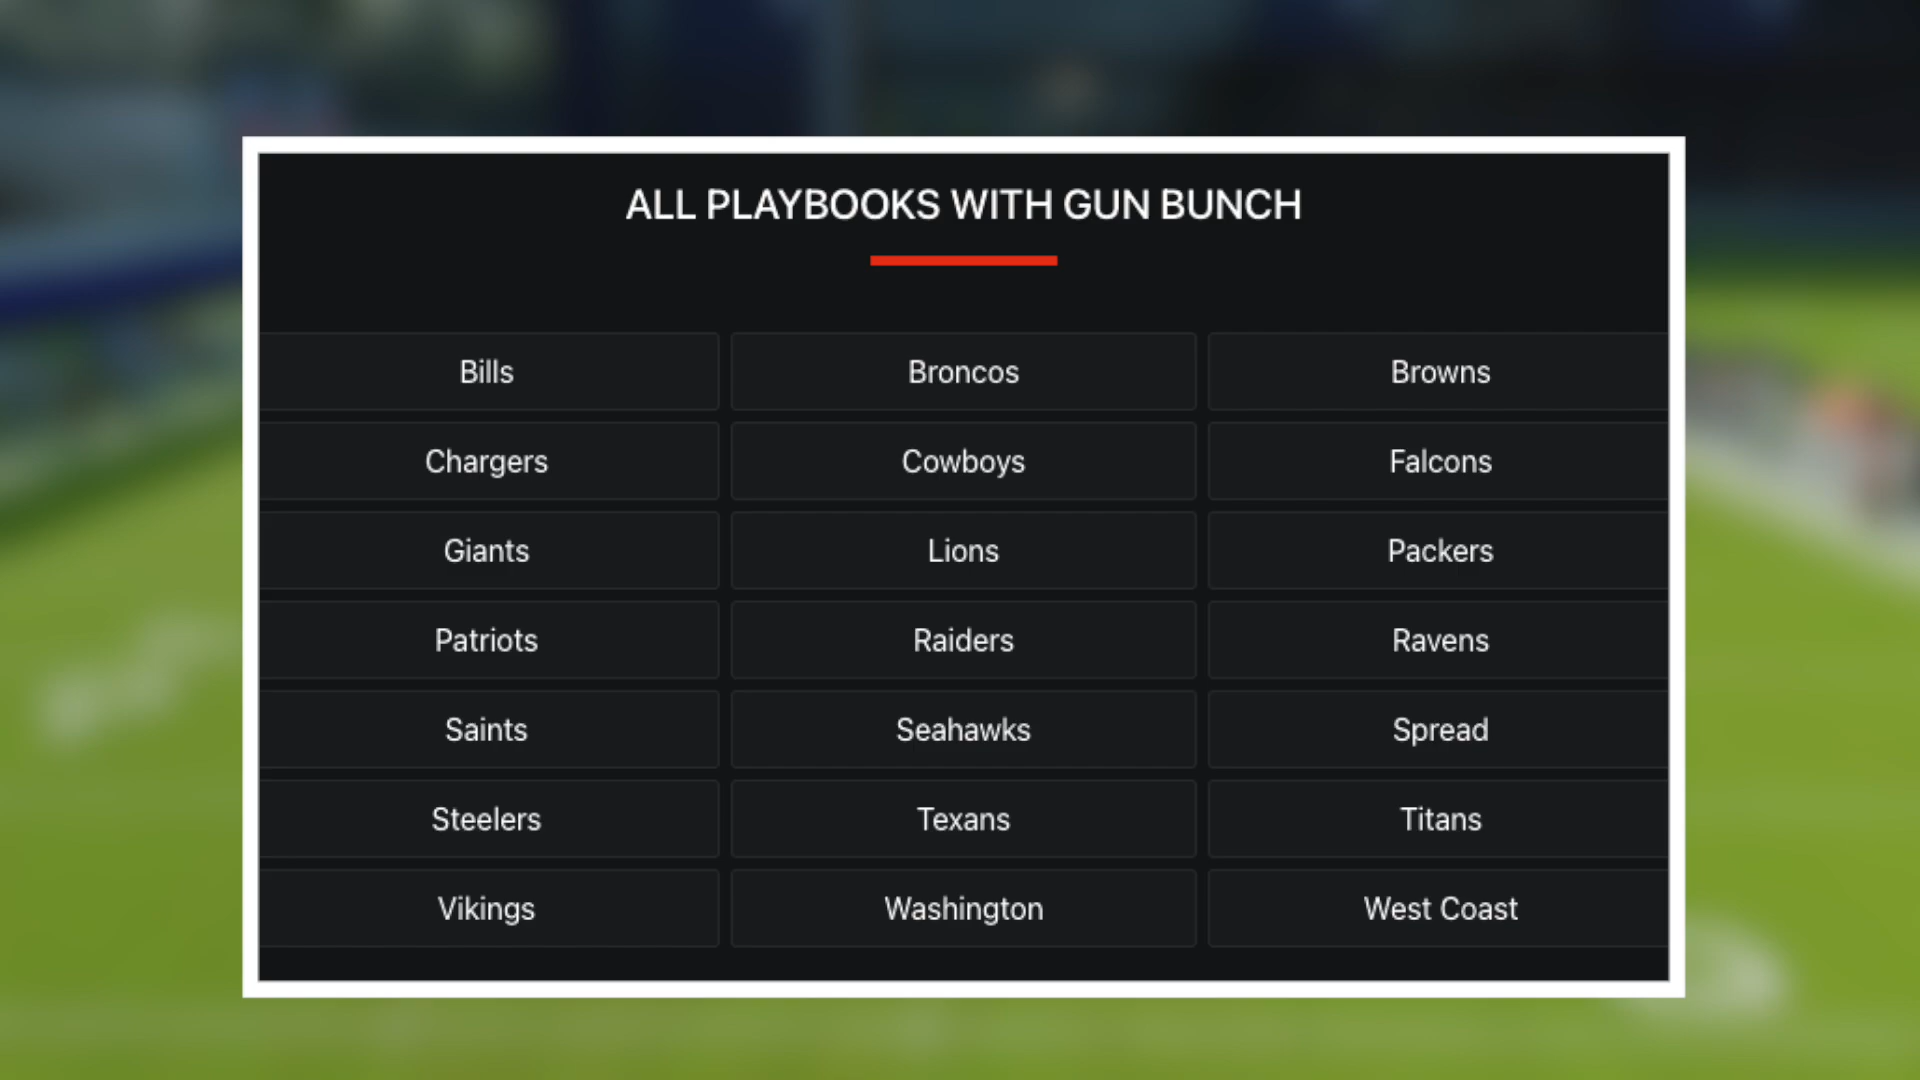 ALL PLAYBOOKS WITH GUN BUNCH
Bills Broncos Browns
Chargers Cowboys Falcons
Giants Lions Packers
Patriots Raiders Ravens
Saints Seahawks Spread
Steelers Texans Titans
Vikings Washington West Coast